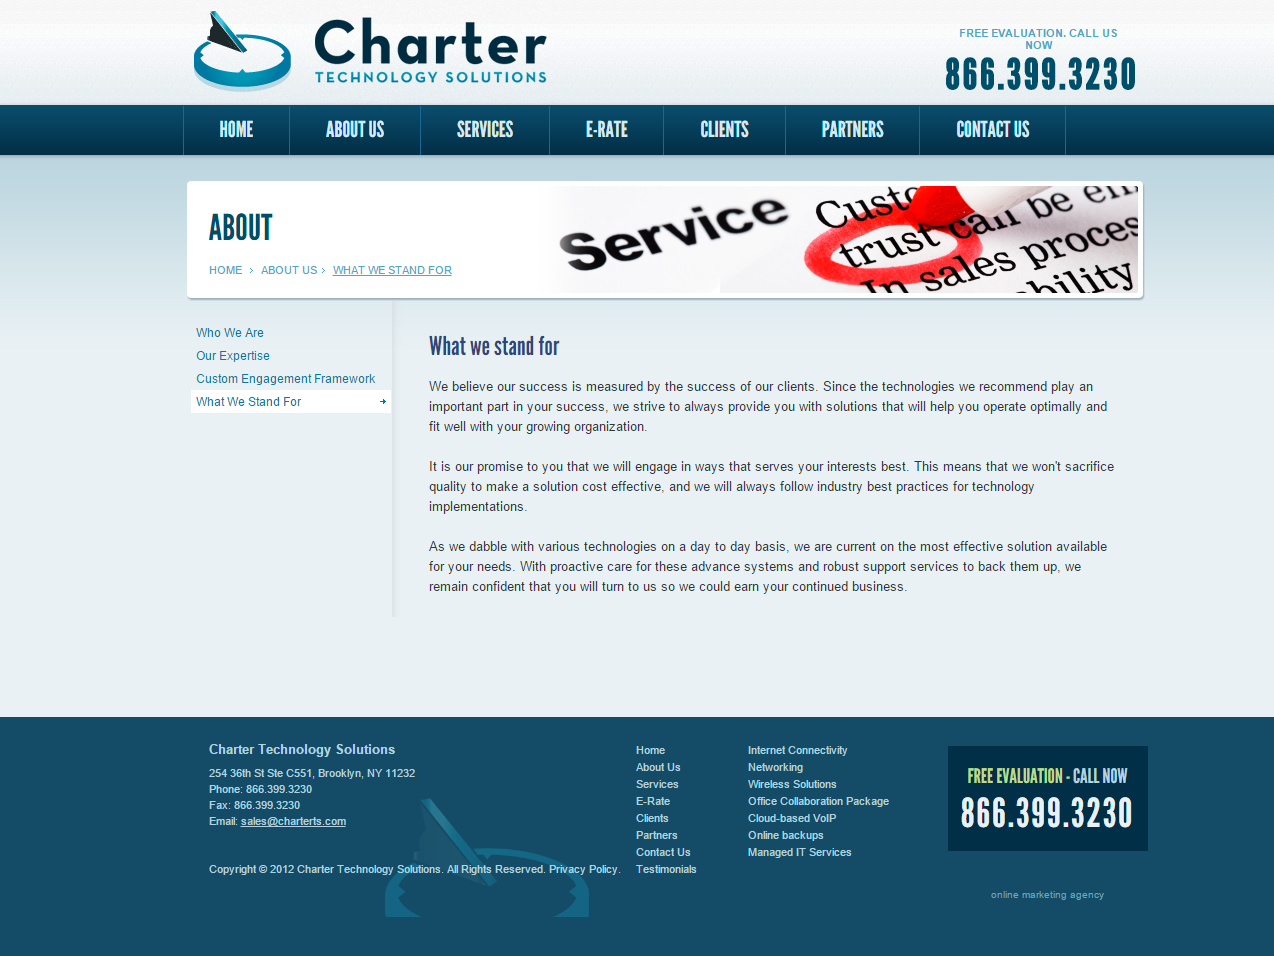 Charter
TECHNOLOGY SOLUTIONS
FREE EVALUATION. CALL US
NOW
866.399.3230
HOME
ABOUT US
SERVICES
E-RATE
CLIENTS
PARTNERS
CONTACT US
ABOUT
HOME > ABOUT US > WHAT WE STAND FOR
Service
Custo
trust can be em
In sales proces
bility
Who We Are
Our Expertise
Custom Engagement Framework
What We Stand For
What we stand for
We believe our success is measured by the success of our clients. Since the technologies we recommend play an
important part in your success, we strive to always provide you with solutions that will help you operate optimally and
fit well with your growing organization.
It is our promise to you that we will engage in ways that serves your interests best. This means that we won't sacrifice
quality to make a solution cost effective, and we will always follow industry best practices for technology
implementations.
As we dabble with various technologies on a day to day basis, we are current on the most effective solution available
for your needs. With proactive care for these advance systems and robust support services to back them up, we
remain confident that you will turn to us so we could earn your continued business.
Charter Technology Solutions
254 36th St Ste C551, Brooklyn, NY 11232
Phone: 866.399.3230
Fax: 866.399.3230
Email: sales@charterts.com
Copyright © 2012 Charter Technology Solutions. All Rights Reserved. Privacy Policy.
Home
About Us
Services
E-Rate
Clients
Partners
Contact Us
Testimonials
Internet Connectivity
Networking
Wireless Solutions
Office Collaboration Package
Cloud-based VoIP
Online backups
Managed IT Services
FREE EVALUATION - CALL NOW
866.399.3230
online marketing agency